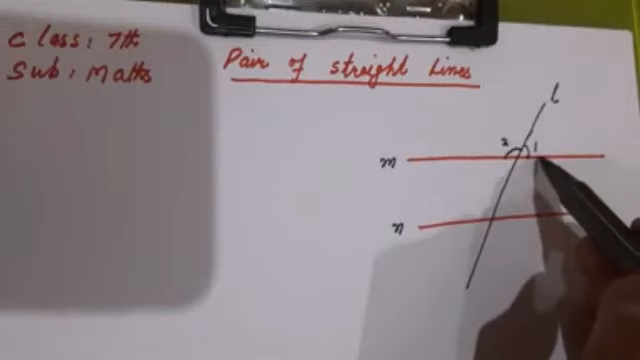 Class: 7th
Sub: Maths
Pair of straight Lines
l
2 1
m
n